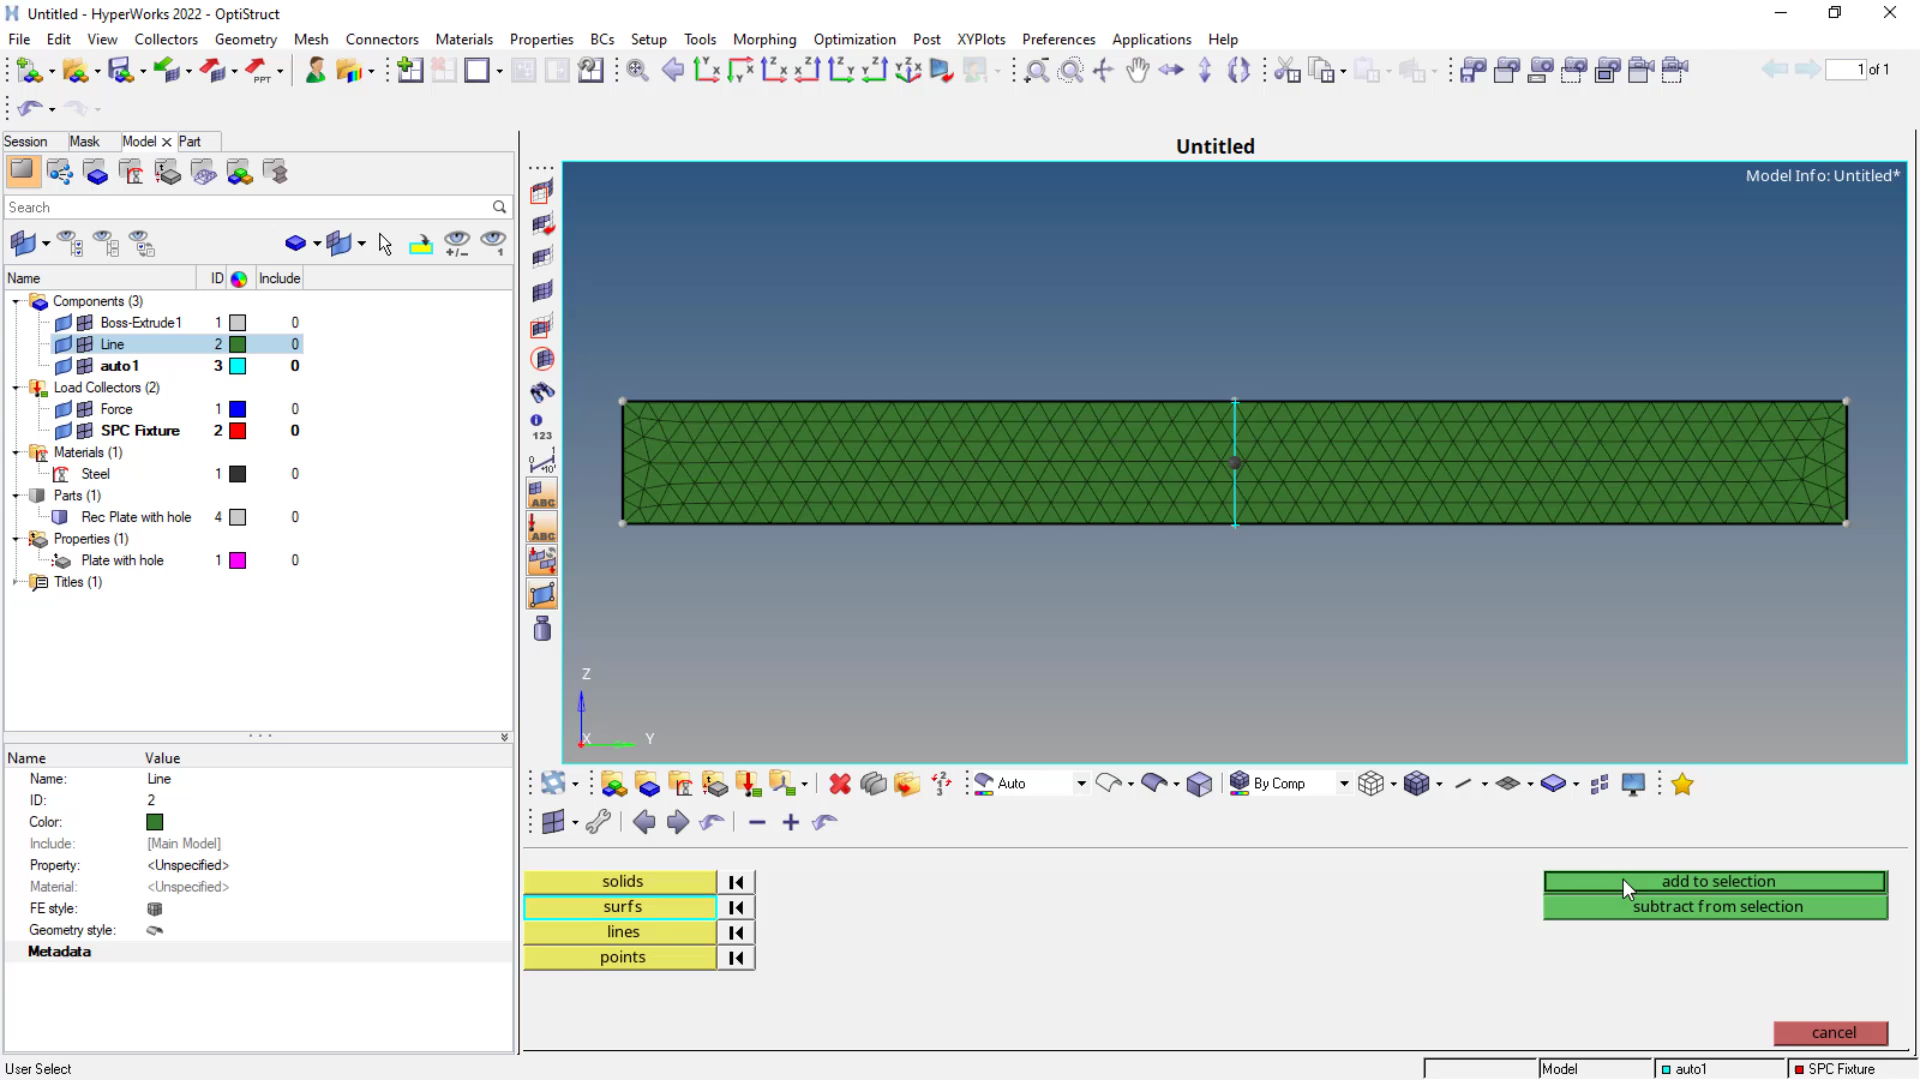 Untitled - HyperWorks 2022 - OptiStruct
File Edit View Collectors Geometry Mesh Connectors Materials Properties BCs Setup Tools Morphing Optimization Post XYPlots Preferences Applications Help
PPT
1 of 1
Session Mask Model Part
Untitled
Model Info: Untitled*
Search
Name ID Include
Components (3)
Boss-Extrude1 1 0
Line 2 0
auto1 3 0
Load Collectors (2)
Force 1 0
SPC Fixture 2 0
Materials (1)
Steel 1 0
Parts (1)
Rec Plate with hole 4 0
Properties (1)
Plate with hole 1 0
Titles (1)
123
ABC
ABC
Z
X
Y
Name Value
Name: Line
ID: 2
Color:
Include: [Main Model]
Property: <Unspecified>
Material: <Unspecified>
FE style:
Geometry style:
Metadata
Auto By Comp
solids
surfs
lines
points
add to selection
subtract from selection
cancel
User Select Model auto1 SPC Fixture